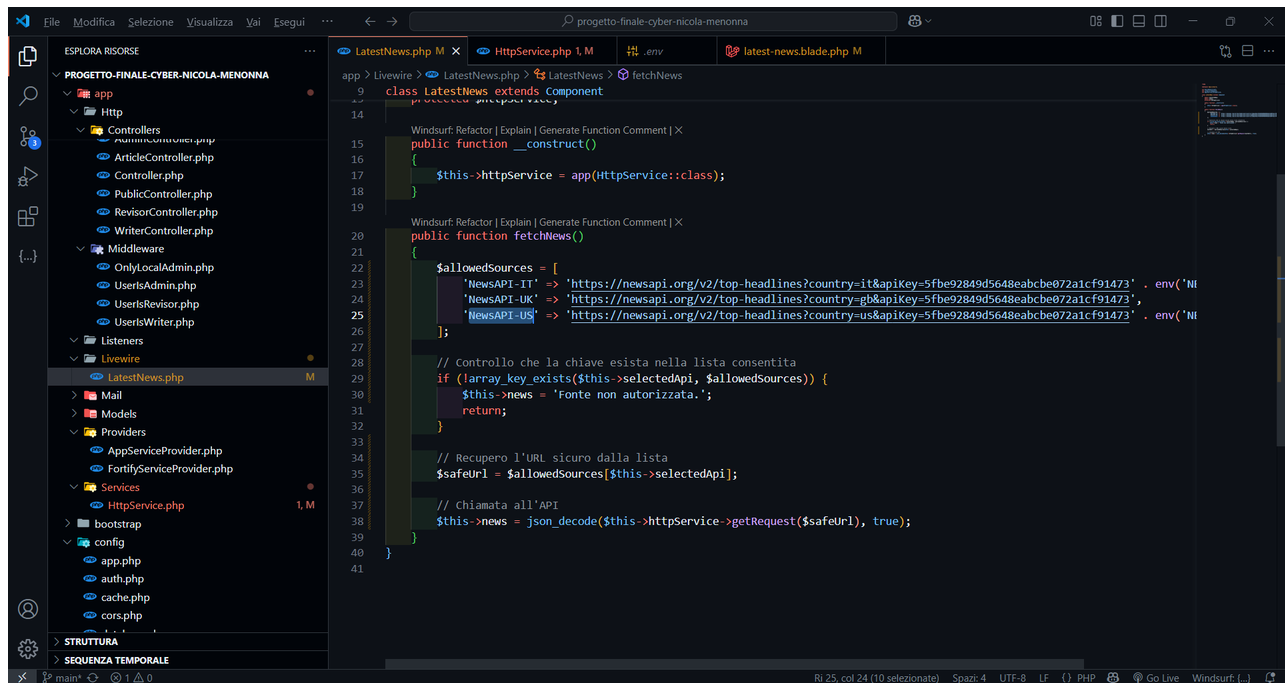 File Modifica Selezione Visualizza Vai Esegui ··· progetto-finale-cyber-nicola-menonna
ESPLORA RISORSE ···
PROGETTO-FINALE-CYBER-NICOLA-MENONNA
app
Http
Controllers
AdminController.php
ArticleController.php
Controller.php
PublicController.php
RevisorController.php
WriterController.php
Middleware
OnlyLocalAdmin.php
UserIsAdmin.php
UserIsRevisor.php
UserIsWriter.php
Listeners
Livewire
LatestNews.php M
Mail
Models
Providers
AppServiceProvider.php
FortifyServiceProvider.php
Services
HttpService.php 1, M
bootstrap
config
app.php
auth.php
cache.php
cors.php
STRUTTURA
SEQUENZA TEMPORALE
3
LatestNews.php M HttpService.php 1, M .env latest-news.blade.php M
app > Livewire > LatestNews.php > LatestNews > fetchNews
9 class LatestNews extends Component
13 protected $httpService;
14
Windsurf: Refactor | Explain | Generate Function Comment | X
15 public function __construct()
16 {
17 $this->httpService = app(HttpService::class);
18 }
19
Windsurf: Refactor | Explain | Generate Function Comment | X
20 public function fetchNews()
21 {
22 $allowedSources = [
23 'NewsAPI-IT' => 'https://newsapi.org/v2/top-headlines?country=it&apiKey=5fbe92849d5648eabcbe072a1cf91473' . env('NE
24 'NewsAPI-UK' => 'https://newsapi.org/v2/top-headlines?country=gb&apiKey=5fbe92849d5648eabcbe072a1cf91473',
25 'NewsAPI-US' => 'https://newsapi.org/v2/top-headlines?country=us&apiKey=5fbe92849d5648eabcbe072a1cf91473' . env('NE
26 ];
27
28 // Controllo che la chiave esista nella lista consentita
29 if (!array_key_exists($this->selectedApi, $allowedSources)) {
30 $this->news = 'Fonte non autorizzata.';
31 return;
32 }
33
34 // Recupero l'URL sicuro dalla lista
35 $safeUrl = $allowedSources[$this->selectedApi];
36
37 // Chiamata all'API
38 $this->news = json_decode($this->httpService->getRequest($safeUrl), true);
39 }
40 }
41
main* 1 0 Ri 25, col 24 (10 selezionate) Spazi: 4 UTF-8 LF {} PHP Go Live Windsurf: {...}